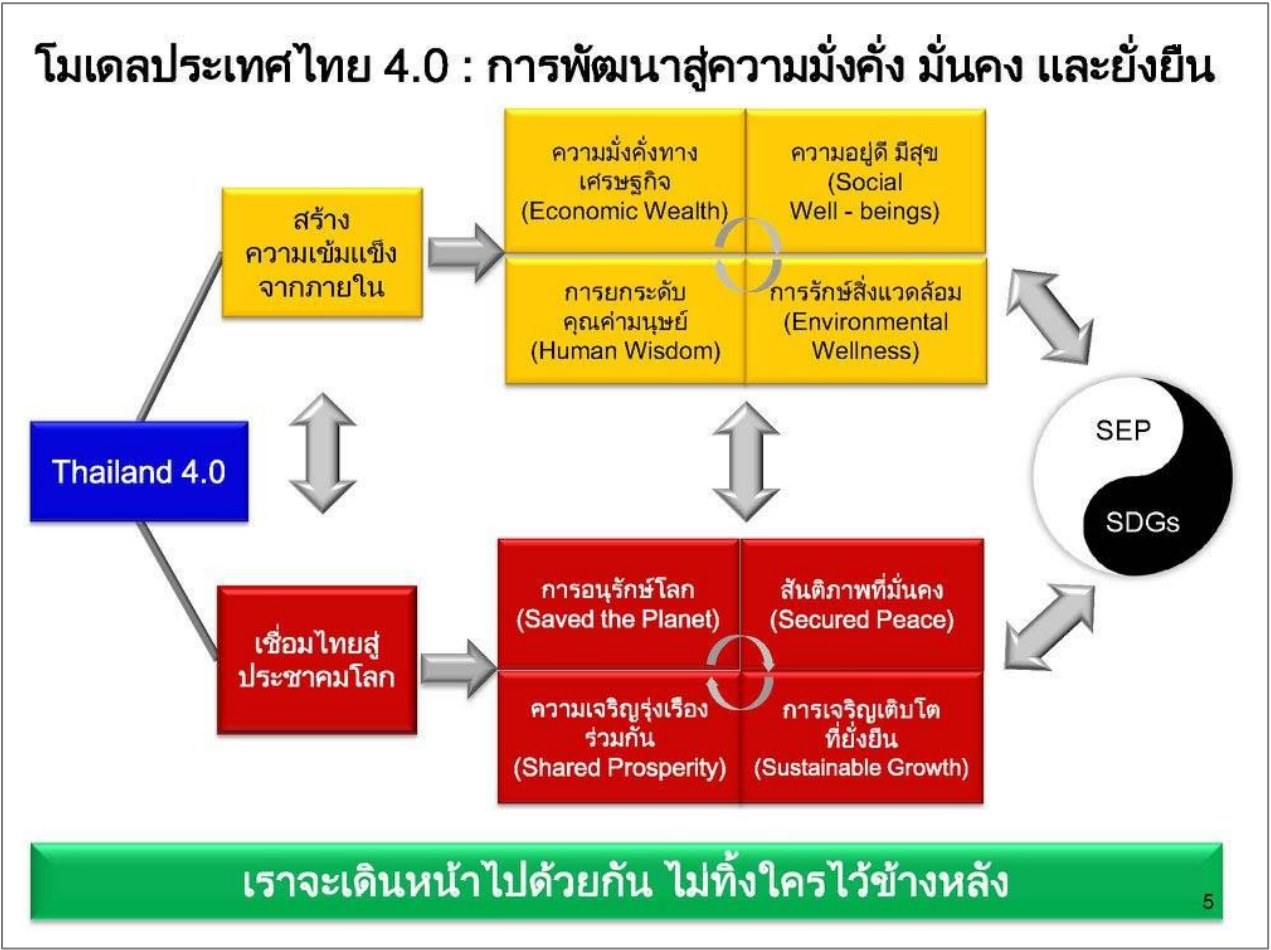 โมเดลประเทศไทย 4.0 : การพัฒนาสู่ความมั่งคั่ง มั่นคง และยั่งยืน
ความมั่งคั่งทาง
เศรษฐกิจ
(Economic Wealth)
ความอยู่ดี มีสุข
(Social
Well - beings)
สร้าง
ความเข้มแข็ง
จากภายใน
การยกระดับ
คุณค่ามนุษย์
(Human Wisdom)
การรักษ์สิ่งแวดล้อม
(Environmental
Wellness)
Thailand 4.0
SEP
SDGs
เชื่อมไทยสู่
ประชาคมโลก
การอนุรักษ์โลก
(Saved the Planet)
สันติภาพที่มั่นคง
(Secured Peace)
ความเจริญรุ่งเรือง
ร่วมกัน
(Shared Prosperity)
การเจริญเติบโต
ที่ยั่งยืน
(Sustainable Growth)
เราจะเดินหน้าไปด้วยกัน ไม่ทิ้งใครไว้ข้างหลัง
5